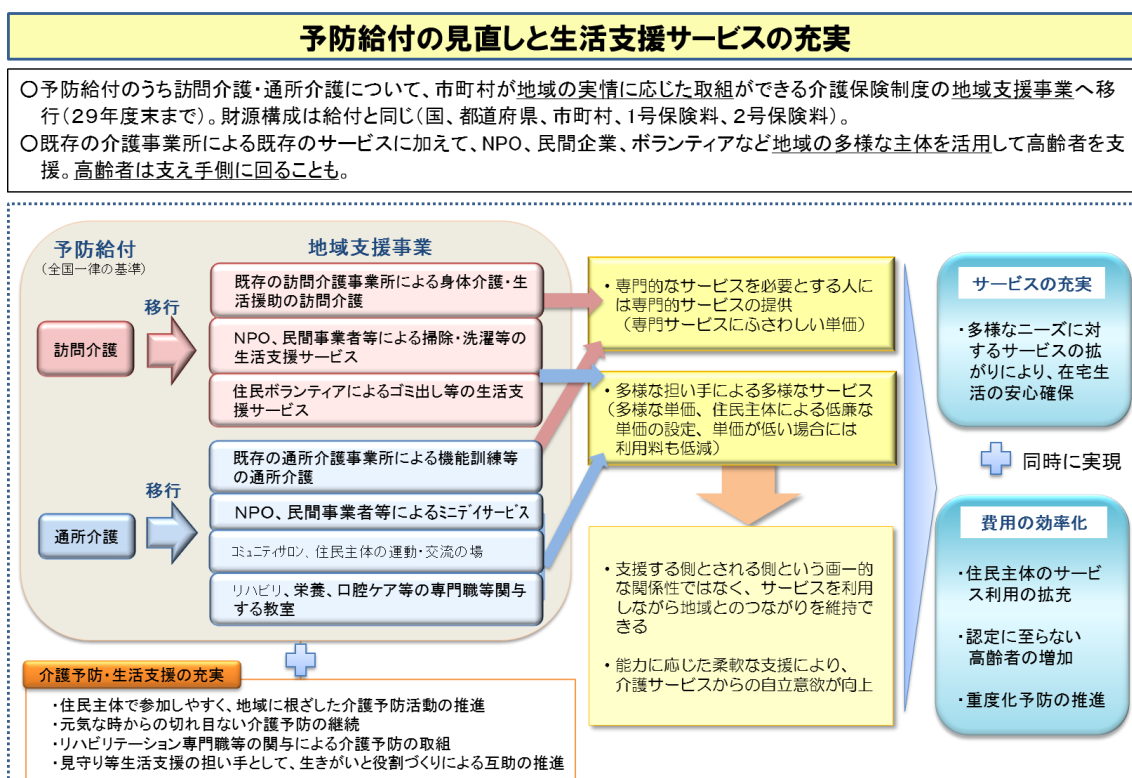 予防給付の見直しと生活支援サービスの充実
○予防給付のうち訪問介護・通所介護について、市町村が地域の実情に応じた取組ができる介護保険制度の地域支援事業へ移
行(29年度末まで)。財源構成は給付と同じ(国、都道府県、市町村、1号保険料、2号保険料)。
○既存の介護事業所による既存のサービスに加えて、NPO、民間企業、ボランティアなど地域の多様な主体を活用して高齢者を支
援。高齢者は支え手側に回ることも。
予防給付
(全国一律の基準)
地域支援事業
移行
訪問介護
既存の訪問介護事業所による身体介護・生
活援助の訪問介護
NPO、民間事業者等による掃除・洗濯等の
生活支援サービス
住民ボランティアによるゴミ出し等の生活支
援サービス
移行
通所介護
既存の通所介護事業所による機能訓練等
の通所介護
NPO、民間事業者等によるミニデイサービス
コミュニティサロン、住民主体の運動・交流の場
リハビリ、栄養、口腔ケア等の専門職等関与
する教室
・専門的なサービスを必要とする人に
は専門的サービスの提供
(専門サービスにふさわしい単価)
・多様な担い手による多様なサービス
(多様な単価、住民主体による低廉な
単価の設定、単価が低い場合には
利用料も低減)
・支援する側とされる側という画一的
な関係性ではなく、サービスを利用
しながら地域とのつながりを維持で
きる
・能力に応じた柔軟な支援により、
介護サービスからの自立意欲が向上
サービスの充実
・多様なニーズに対
するサービスの拡
がりにより、在宅生
活の安心確保
同時に実現
費用の効率化
・住民主体のサービ
ス利用の拡充
・認定に至らない
高齢者の増加
・重度化予防の推進
介護予防・生活支援の充実
・住民主体で参加しやすく、地域に根ざした介護予防活動の推進
・元気な時からの切れ目ない介護予防の継続
・リハビリテーション専門職等の関与による介護予防の取組
・見守り等生活支援の担い手として、生きがいと役割づくりによる互助の推進